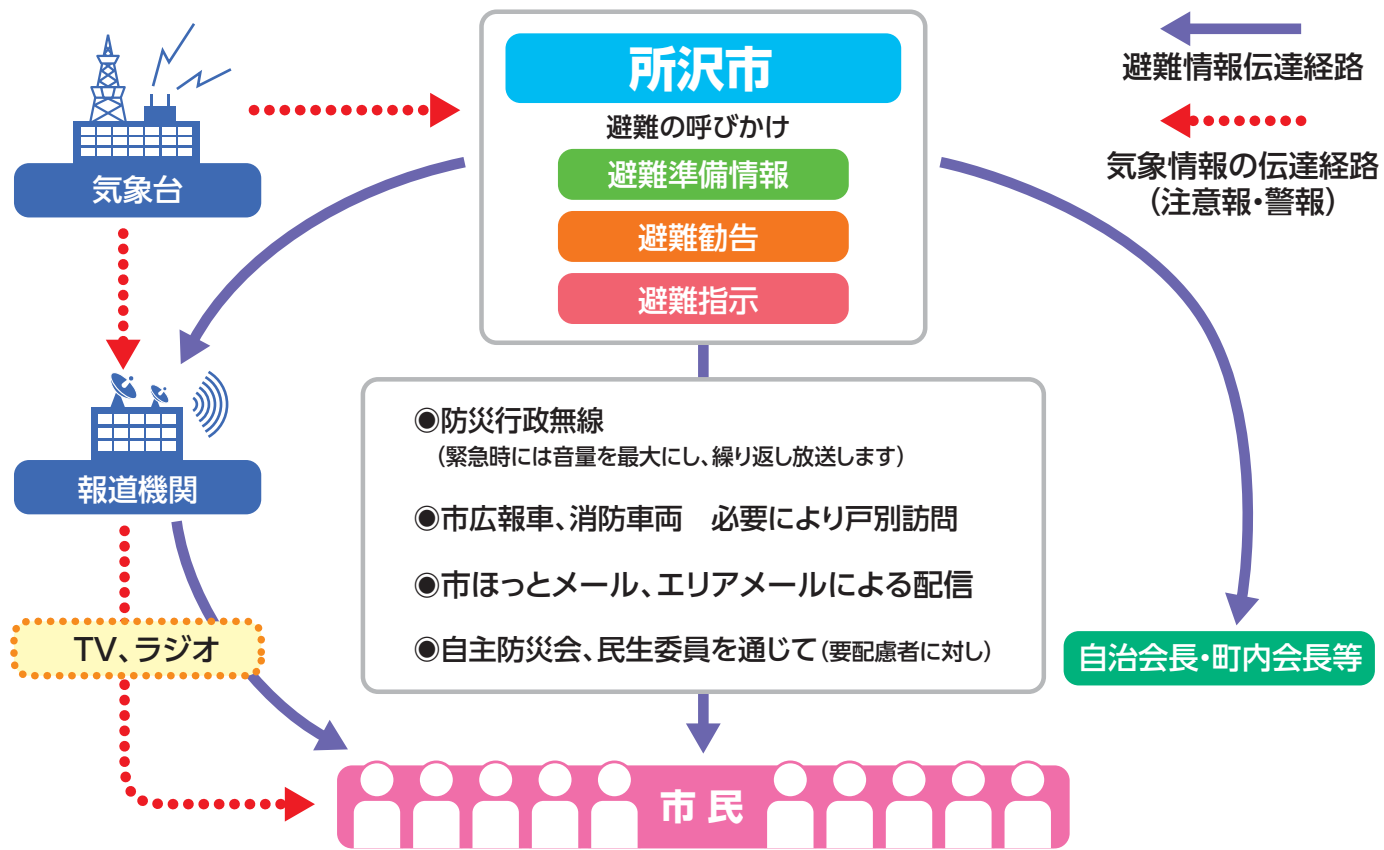 所沢市
避難の呼びかけ
避難準備情報
避難勧告
避難指示
避難情報伝達経路
気象情報の伝達経路
(注意報・警報)
気象台
報道機関
TV、ラジオ
◉防災行政無線
(緊急時には音量を最大にし、繰り返し放送します)
◉市広報車、消防車両　必要により戸別訪問
◉市ほっとメール、エリアメールによる配信
◉自主防災会、民生委員を通じて(要配慮者に対し)
自治会長・町内会長等
市民